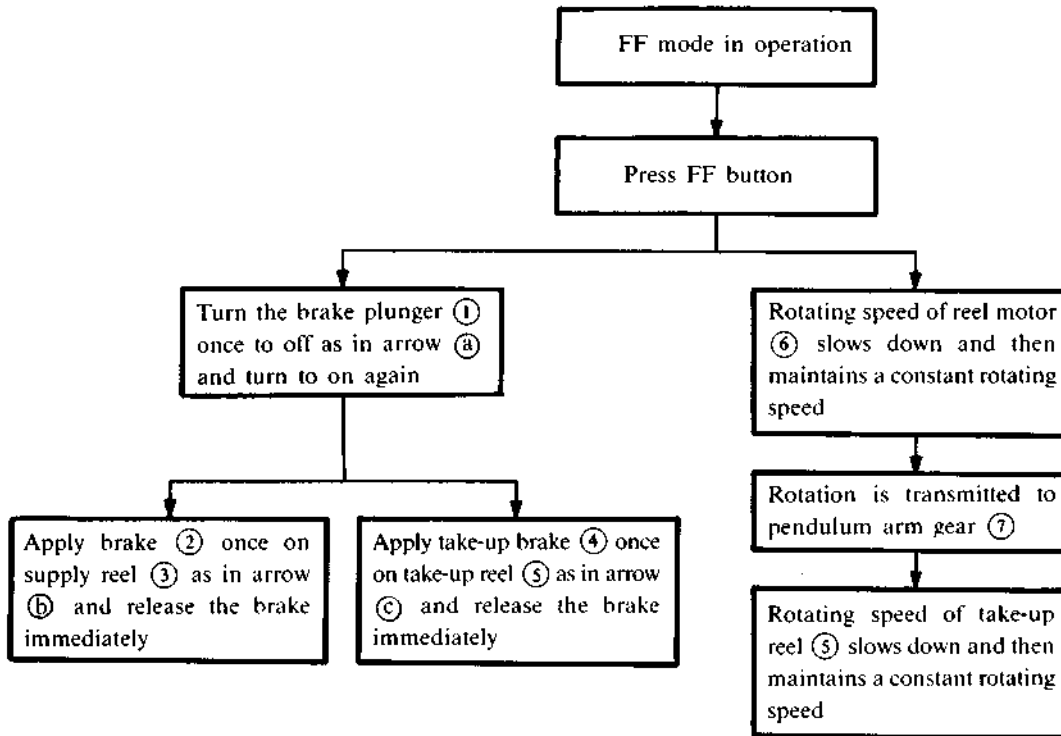 FF mode in operation
Press FF button
Turn the brake plunger ①
once to off as in arrow ⓐ
and turn to on again
Rotating speed of reel motor
⑥ slows down and then
maintains a constant rotating
speed
Rotation is transmitted to
pendulum arm gear ⑦
Apply brake ② once on
supply reel ③ as in arrow
ⓑ and release the brake
immediately
Apply take-up brake ④ once
on take-up reel ⑤ as in arrow
ⓒ and release the brake
immediately
Rotating speed of take-up
reel ⑤ slows down and then
maintains a constant rotating
speed